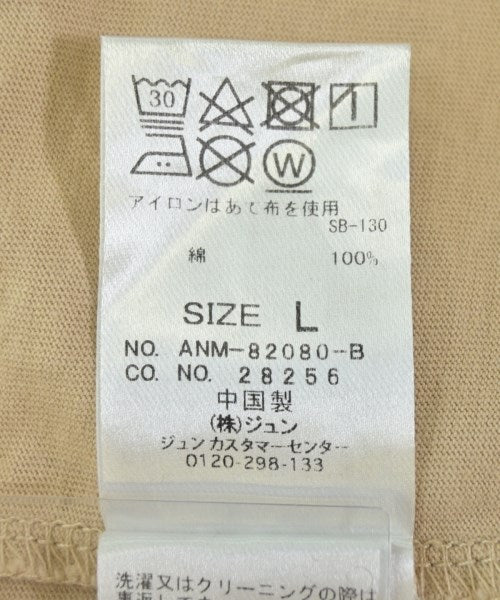 30
W
アイロンはあて布を使用
SB-130
綿 100%
SIZE L
NO. ANM-82080-B
CO. NO. 28256
中国製
(株)ジュン
ジュンカスタマーセンター
0120-298-133
洗濯又はクリーニングの際は